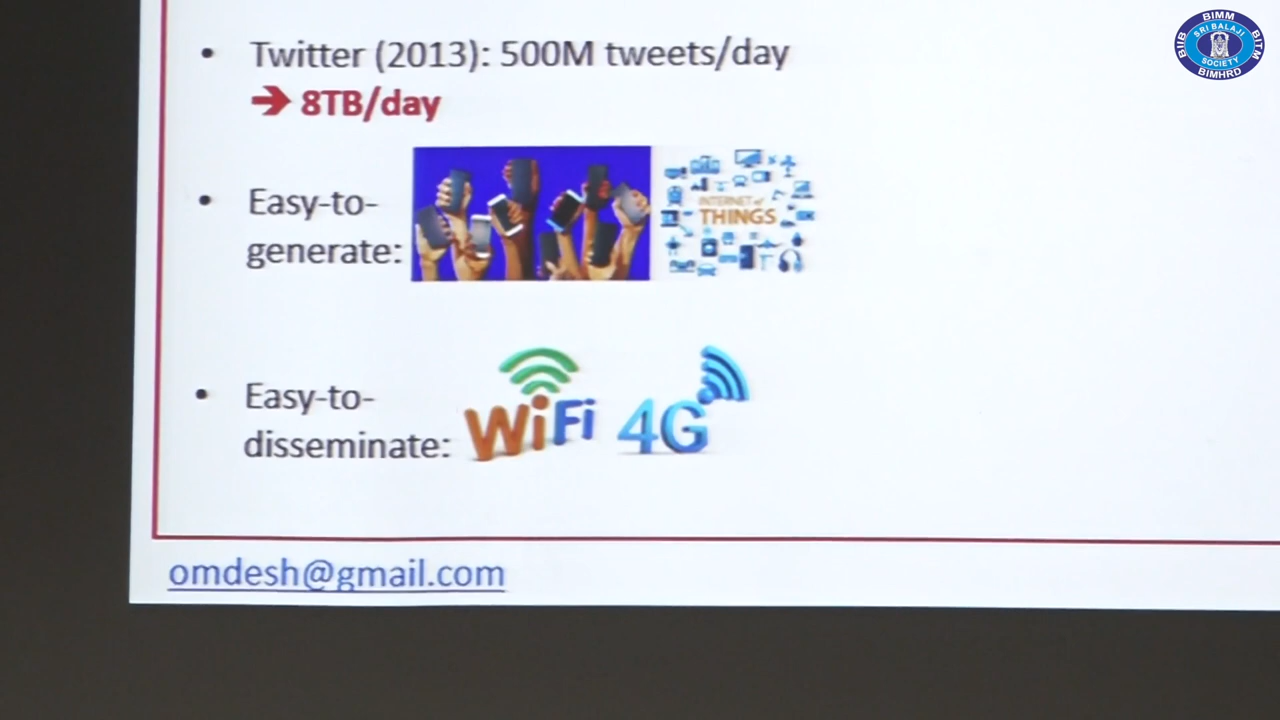 • Twitter (2013): 500M tweets/day
➔ 8TB/day
• Easy-to-
generate:
INTERNET of
THINGS
• Easy-to-
disseminate:
WiFi 4G
omdesh@gmail.com
BIMM
BIIB
SRI BALAJI
SOCIETY
BITM
BIMHRD